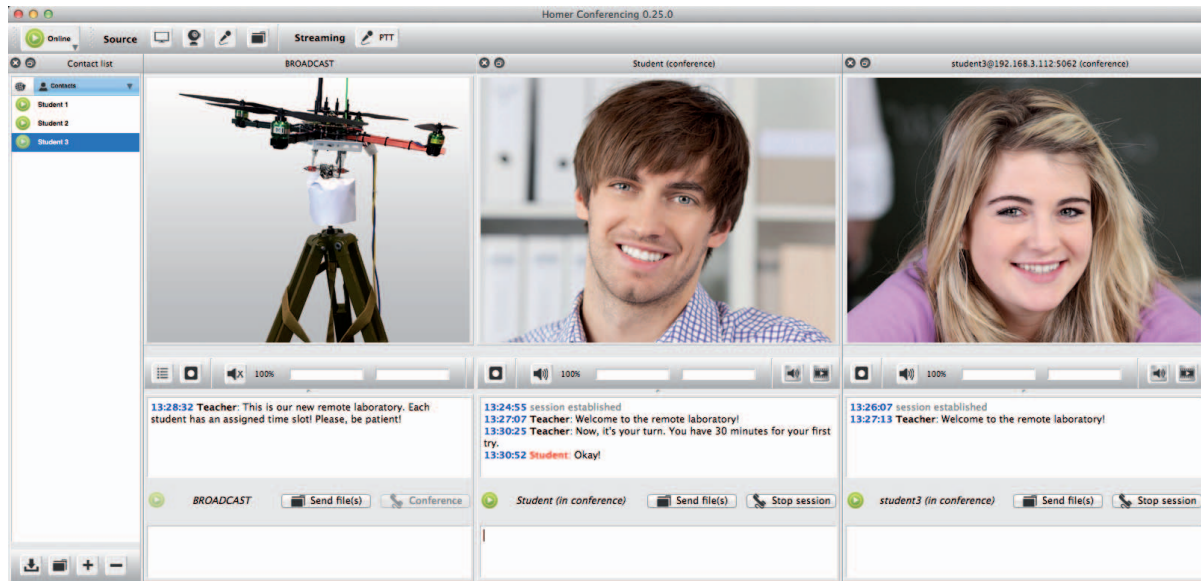 Homer Conferencing 0.25.0
Online
Source
Streaming
PTT
Contact list
Contacts
Student 1
Student 2
Student 3
BROADCAST
100%
13:28:32 Teacher: This is our new remote laboratory. Each
student has an assigned time slot! Please, be patient!
BROADCAST
Send file(s)
Conference
Student (conference)
100%
13:24:55 session established
13:27:07 Teacher: Welcome to the remote laboratory!
13:30:25 Teacher: Now, it's your turn. You have 30 minutes for your first
try.
13:30:52 Student: Okay!
Student (in conference)
Send file(s)
Stop session
student3@192.168.3.112:5062 (conference)
100%
13:26:07 session established
13:27:13 Teacher: Welcome to the remote laboratory!
student3 (in conference)
Send file(s)
Stop session